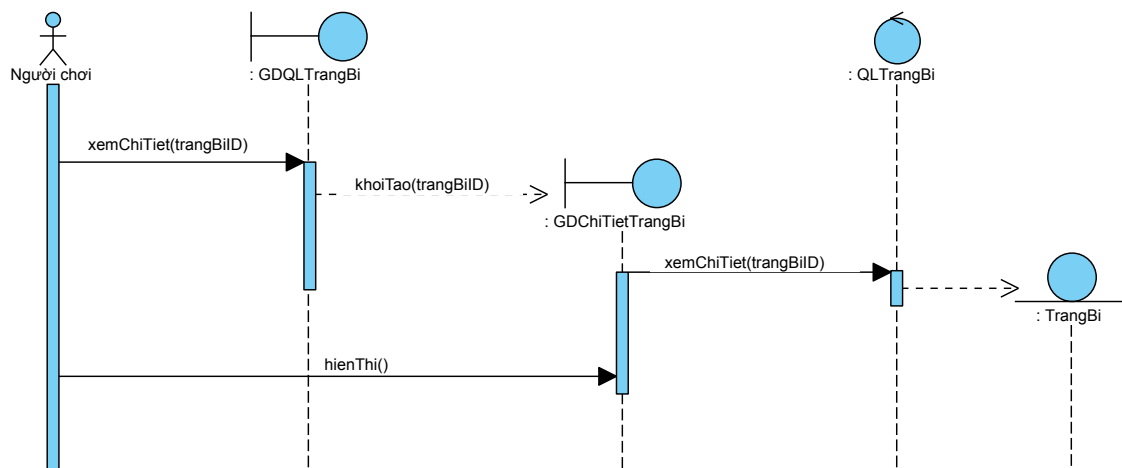 Người chơi
: GDQLTrangBi
: QLTrangBi
xemChiTiet(trangBiID)
khoiTao(trangBiID)
: GDChiTietTrangBi
xemChiTiet(trangBiID)
: TrangBi
hienThi()